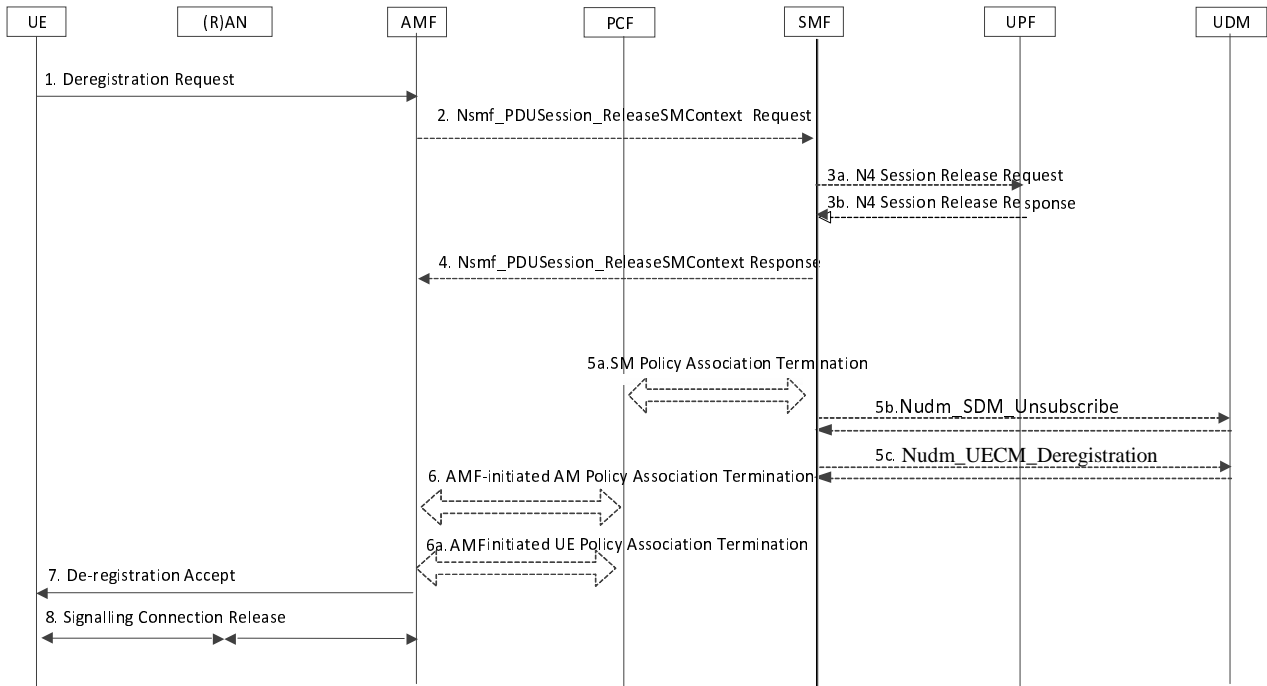 UE
(R)AN
AMF
PCF
SMF
UPF
UDM
1. Deregistration Request
2. Nsmf_PDUSession_ReleaseSMContext Request
3a. N4 Session Release Request
3b. N4 Session Release Response
4. Nsmf_PDUSession_ReleaseSMContext Response
5a.SM Policy Association Termination
5b.Nudm_SDM_Unsubscribe
5c. Nudm_UECM_Deregistration
6. AMF-initiated AM Policy Association Termination
6a.AMFinitiated UE Policy Association Termination
7. De-registration Accept
8. Signalling Connection Release